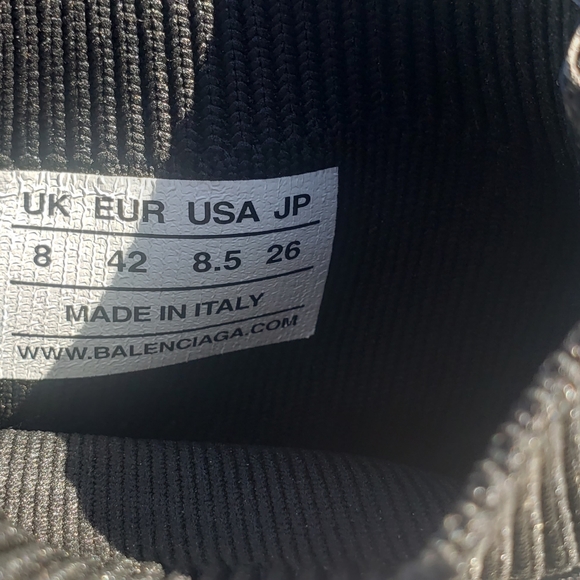 UK EUR USA JP
8 42 8.5 26
MADE IN ITALY
WWW.BALENCIAGA.COM